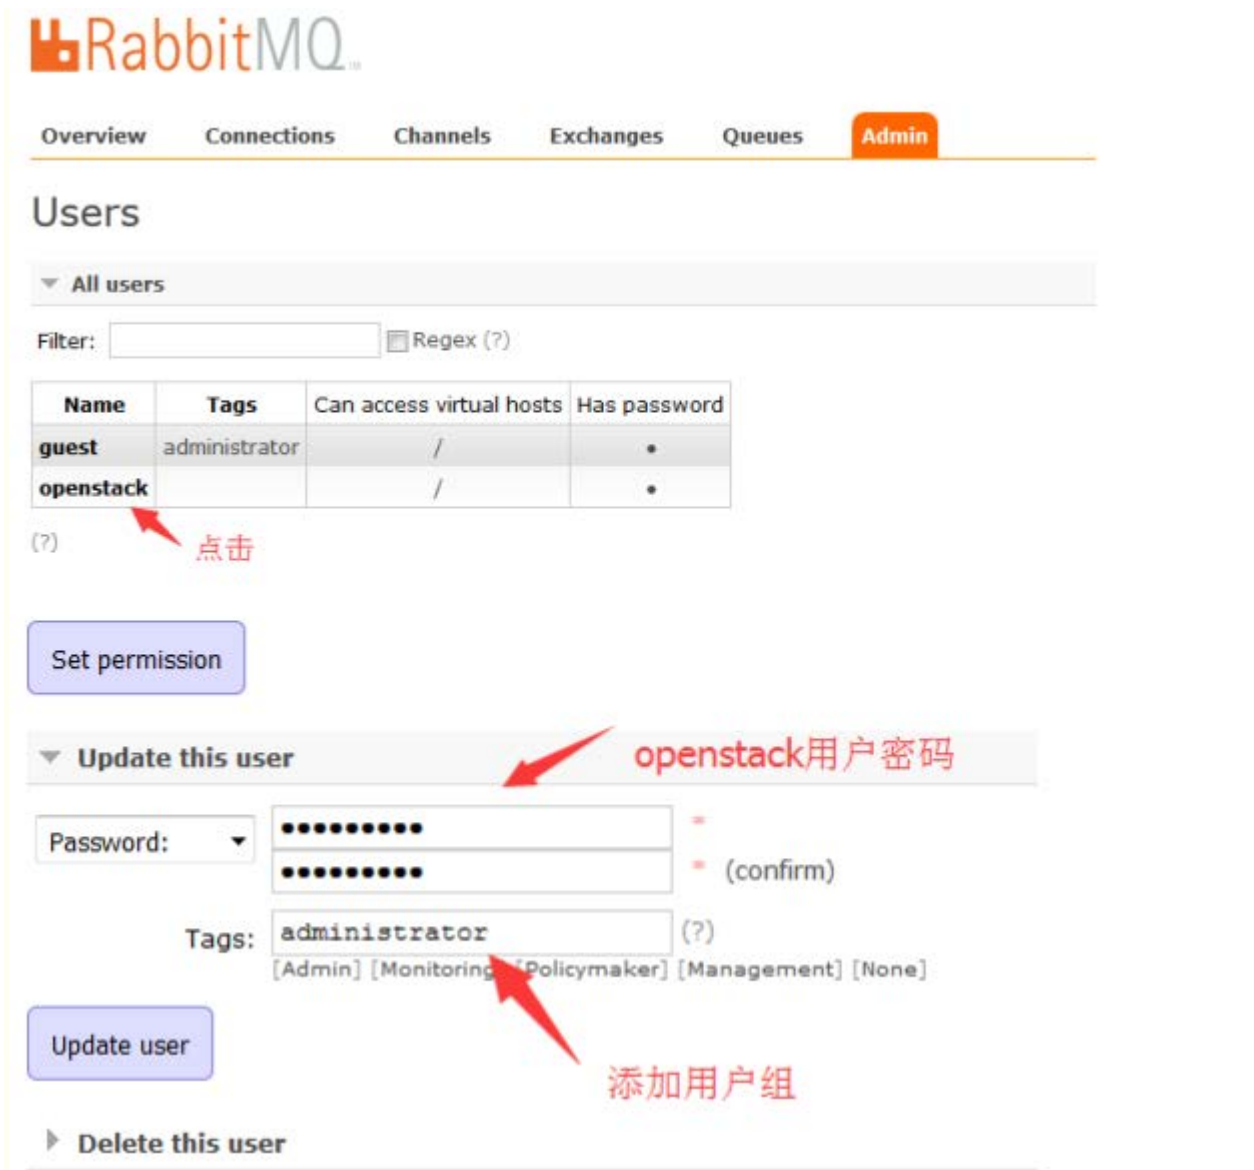 RabbitMQ
Overview Connections Channels Exchanges Queues Admin
Users
All users
Filter: Regex (?)
Name Tags Can access virtual hosts Has password
guest administrator / •
openstack / •
(?) 点击
Set permission
Update this user openstack用户密码
Password: ●●●●●●●●● *
●●●●●●●●● * (confirm)
Tags: administrator (?)
[Admin] [Monitoring] [Policymaker] [Management] [None]
Update user
添加用户组
Delete this user